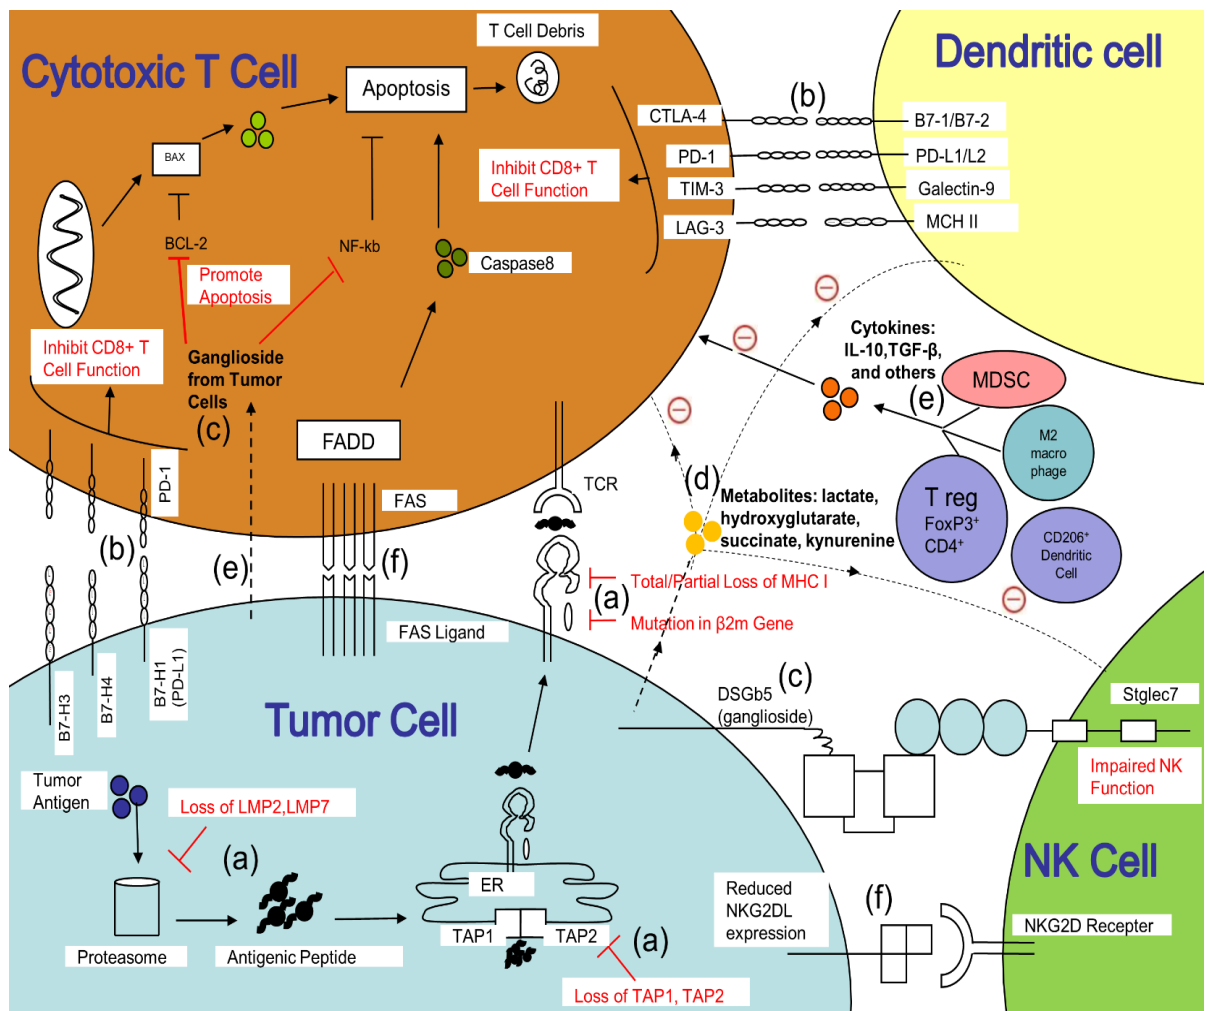 Cytotoxic T Cell
T Cell Debris
Apoptosis
BAX
BCL-2
NF-kb
Promote
Apoptosis
Caspase8
Inhibit CD8+ T
Cell Function
Inhibit CD8+ T
Cell Function
Ganglioside
from Tumor
Cells
(c)
FADD
FAS
PD-1
(b)
(e)
(f)
TCR
CTLA-4
PD-1
TIM-3
LAG-3
(b)
Dendritic cell
B7-1/B7-2
PD-L1/L2
Galectin-9
MCH II
Cytokines:
IL-10,TGF-β,
and others
(e)
MDSC
M2
macro
phage
T reg
FoxP3⁺
CD4⁺
CD206⁺
Dendritic
Cell
(d)
Metabolites: lactate,
hydroxyglutarate,
succinate, kynurenine
Total/Partial Loss of MHC I
(a)
Mutation in β2m Gene
FAS Ligand
B7-H3
B7-H4
B7-H1
(PD-L1)
Tumor Cell
Tumor
Antigen
Loss of LMP2,LMP7
(a)
Proteasome
Antigenic Peptide
ER
TAP1
TAP2
(a)
Loss of TAP1, TAP2
DSGb5
(ganglioside)
(c)
Stglec7
Impaired NK
Function
NK Cell
Reduced
NKG2DL
expression
(f)
NKG2D Recepter